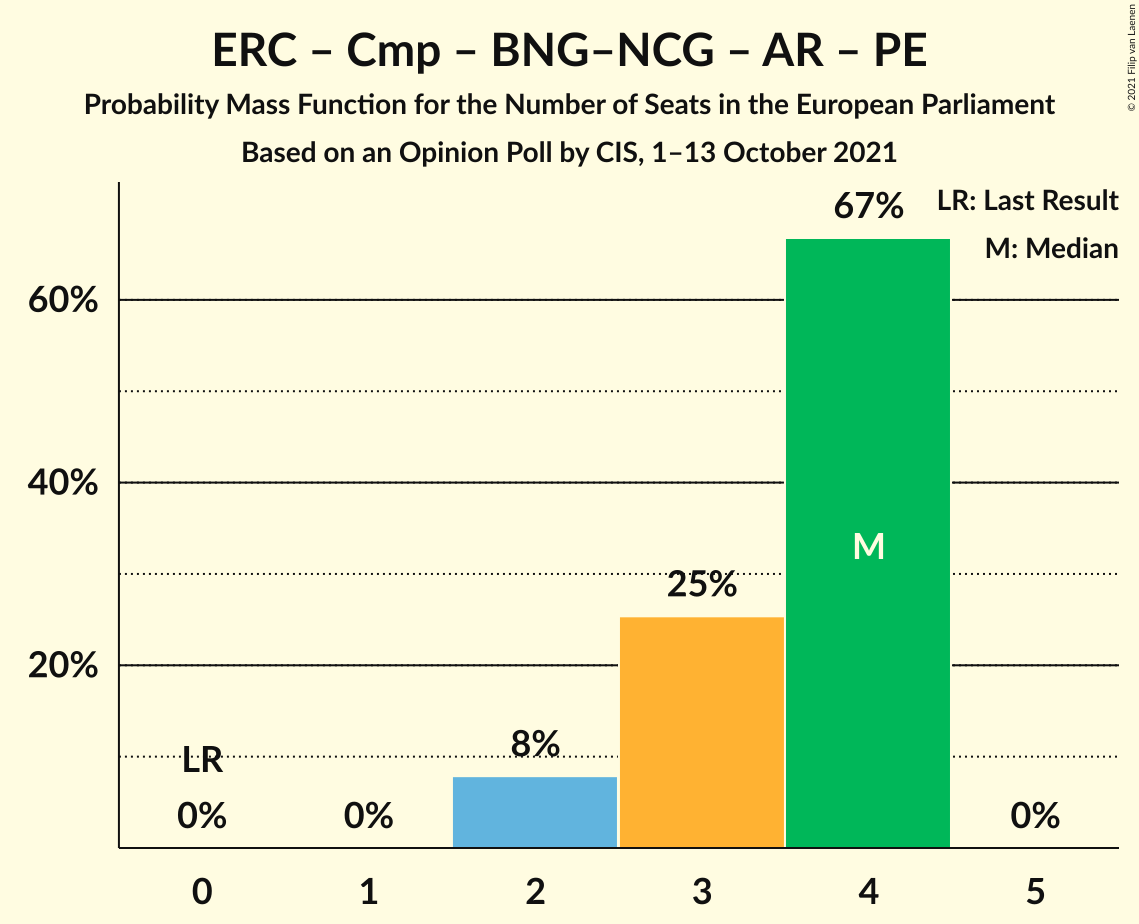 ERC – Cmp – BNG–NCG – AR – PE
Probability Mass Function for the Number of Seats in the European Parliament
Based on an Opinion Poll by CIS, 1–13 October 2021
© 2021 Filip van Laenen
LR: Last Result
M: Median
67%
60%
40%
M
25%
20%
8%
LR
0%
0%
0%
0
1
2
3
4
5